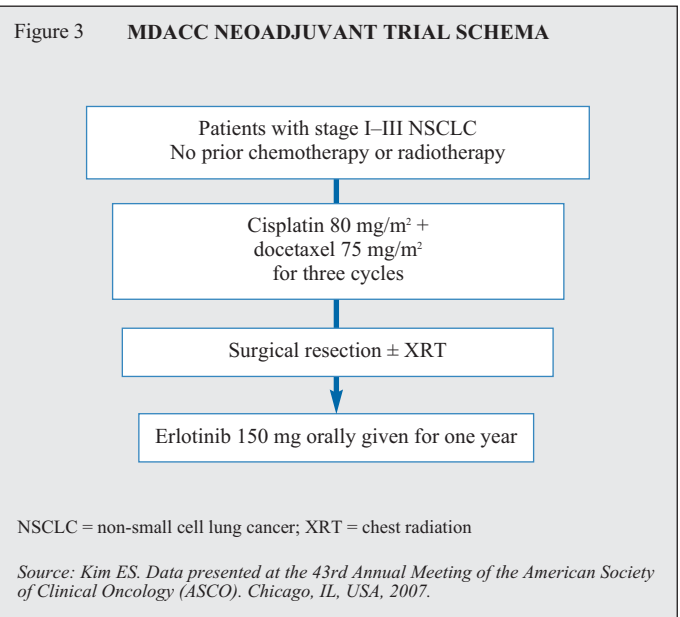 Figure 3 MDACC NEOADJUVANT TRIAL SCHEMA
Patients with stage I–III NSCLC
No prior chemotherapy or radiotherapy
Cisplatin 80 mg/m² +
docetaxel 75 mg/m²
for three cycles
Surgical resection ± XRT
Erlotinib 150 mg orally given for one year
NSCLC = non-small cell lung cancer; XRT = chest radiation
Source: Kim ES. Data presented at the 43rd Annual Meeting of the American Society
of Clinical Oncology (ASCO). Chicago, IL, USA, 2007.